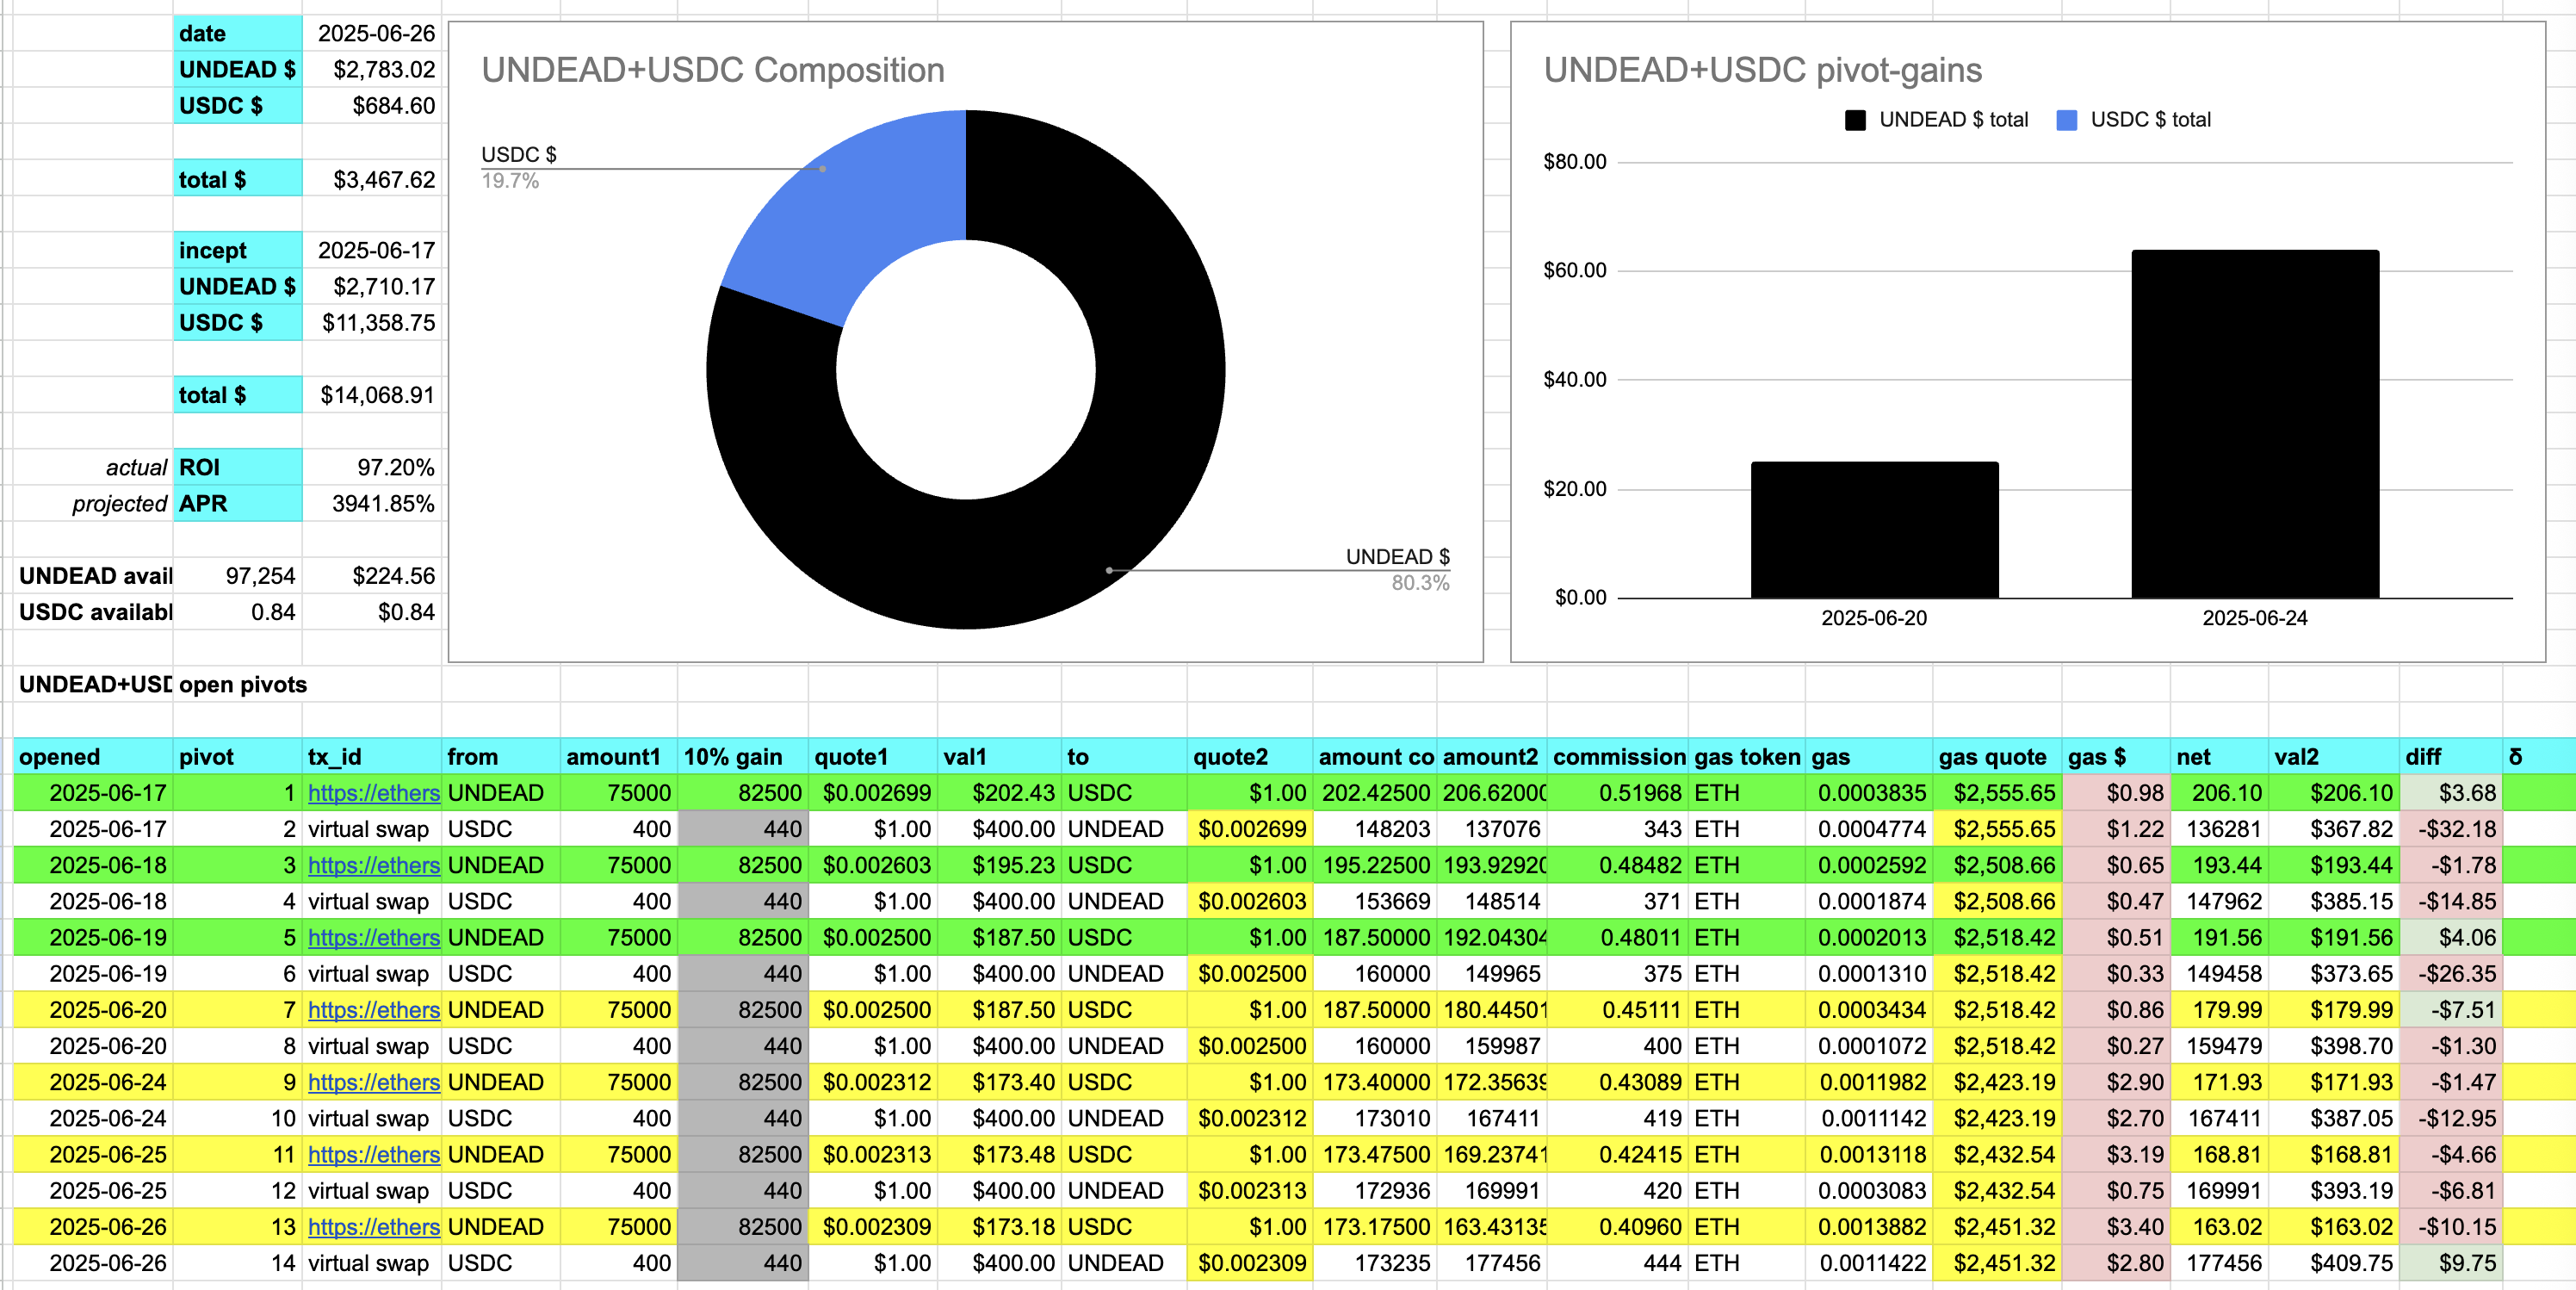 date 2025-06-26
UNDEAD $ $2,783.02
USDC $ $684.60
total $ $3,467.62
incept 2025-06-17
UNDEAD $ $2,710.17
USDC $ $11,358.75
total $ $14,068.91
actual ROI 97.20%
projected APR 3941.85%
UNDEAD avail 97,254 $224.56
USDC availabl 0.84 $0.84
UNDEAD+USDC Composition
USDC $
19.7%
UNDEAD $
80.3%
UNDEAD+USDC pivot-gains
UNDEAD $ total USDC $ total
$80.00
$60.00
$40.00
$20.00
$0.00
2025-06-20 2025-06-24
UNDEAD+USD open pivots
opened pivot tx_id from amount1 10% gain quote1 val1 to quote2 amount co amount2 commission gas token gas gas quote gas $ net val2 diff δ
2025-06-17 1 https://ethers UNDEAD 75000 82500 $0.002699 $202.43 USDC $1.00 202.42500 206.62000 0.51968 ETH 0.0003835 $2,555.65 $0.98 206.10 $206.10 $3.68
2025-06-17 2 virtual swap USDC 400 440 $1.00 $400.00 UNDEAD $0.002699 148203 137076 343 ETH 0.0004774 $2,555.65 $1.22 136281 $367.82 -$32.18
2025-06-18 3 https://ethers UNDEAD 75000 82500 $0.002603 $195.23 USDC $1.00 195.22500 193.92920 0.48482 ETH 0.0002592 $2,508.66 $0.65 193.44 $193.44 -$1.78
2025-06-18 4 virtual swap USDC 400 440 $1.00 $400.00 UNDEAD $0.002603 153669 148514 371 ETH 0.0001874 $2,508.66 $0.47 147962 $385.15 -$14.85
2025-06-19 5 https://ethers UNDEAD 75000 82500 $0.002500 $187.50 USDC $1.00 187.50000 192.04304 0.48011 ETH 0.0002013 $2,518.42 $0.51 191.56 $191.56 $4.06
2025-06-19 6 virtual swap USDC 400 440 $1.00 $400.00 UNDEAD $0.002500 160000 149965 375 ETH 0.0001310 $2,518.42 $0.33 149458 $373.65 -$26.35
2025-06-20 7 https://ethers UNDEAD 75000 82500 $0.002500 $187.50 USDC $1.00 187.50000 180.44501 0.45111 ETH 0.0003434 $2,518.42 $0.86 179.99 $179.99 -$7.51
2025-06-20 8 virtual swap USDC 400 440 $1.00 $400.00 UNDEAD $0.002500 160000 159987 400 ETH 0.0001072 $2,518.42 $0.27 159479 $398.70 -$1.30
2025-06-24 9 https://ethers UNDEAD 75000 82500 $0.002312 $173.40 USDC $1.00 173.40000 172.35639 0.43089 ETH 0.0011982 $2,423.19 $2.90 171.93 $171.93 -$1.47
2025-06-24 10 virtual swap USDC 400 440 $1.00 $400.00 UNDEAD $0.002312 173010 167411 419 ETH 0.0011142 $2,423.19 $2.70 167411 $387.05 -$12.95
2025-06-25 11 https://ethers UNDEAD 75000 82500 $0.002313 $173.48 USDC $1.00 173.47500 169.23741 0.42415 ETH 0.0013118 $2,432.54 $3.19 168.81 $168.81 -$4.66
2025-06-25 12 virtual swap USDC 400 440 $1.00 $400.00 UNDEAD $0.002313 172936 169991 420 ETH 0.0003083 $2,432.54 $0.75 169991 $393.19 -$6.81
2025-06-26 13 https://ethers UNDEAD 75000 82500 $0.002309 $173.18 USDC $1.00 173.17500 163.43135 0.40960 ETH 0.0013882 $2,451.32 $3.40 163.02 $163.02 -$10.15
2025-06-26 14 virtual swap USDC 400 440 $1.00 $400.00 UNDEAD $0.002309 173235 177456 444 ETH 0.0011422 $2,451.32 $2.80 177456 $409.75 $9.75